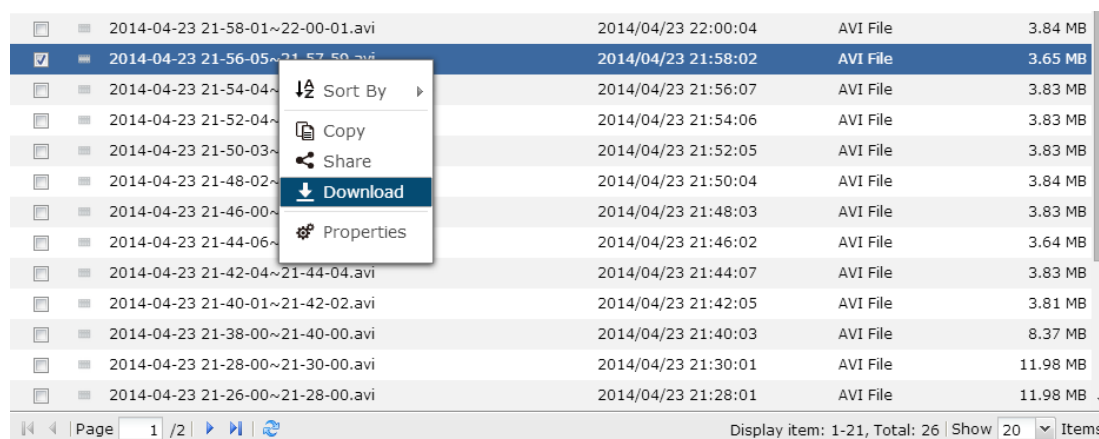 2014-04-23 21-58-01~22-00-01.avi 2014/04/23 22:00:04 AVI File 3.84 MB
2014-04-23 21-56-05~21-57-59.avi 2014/04/23 21:58:02 AVI File 3.65 MB
2014-04-23 21-54-04~ Sort By 2014/04/23 21:56:07 AVI File 3.83 MB
2014-04-23 21-52-04~ Copy 2014/04/23 21:54:06 AVI File 3.83 MB
2014-04-23 21-50-03~ Share 2014/04/23 21:52:05 AVI File 3.83 MB
2014-04-23 21-48-02~ Download 2014/04/23 21:50:04 AVI File 3.84 MB
2014-04-23 21-46-00~ 2014/04/23 21:48:03 AVI File 3.83 MB
2014-04-23 21-44-06~ Properties 2014/04/23 21:46:02 AVI File 3.64 MB
2014-04-23 21-42-04~21-44-04.avi 2014/04/23 21:44:07 AVI File 3.83 MB
2014-04-23 21-40-01~21-42-02.avi 2014/04/23 21:42:05 AVI File 3.81 MB
2014-04-23 21-38-00~21-40-00.avi 2014/04/23 21:40:03 AVI File 8.37 MB
2014-04-23 21-28-00~21-30-00.avi 2014/04/23 21:30:01 AVI File 11.98 MB
2014-04-23 21-26-00~21-28-00.avi 2014/04/23 21:28:01 AVI File 11.98 MB
Page 1 /2 Display item: 1-21, Total: 26 Show 20 Items